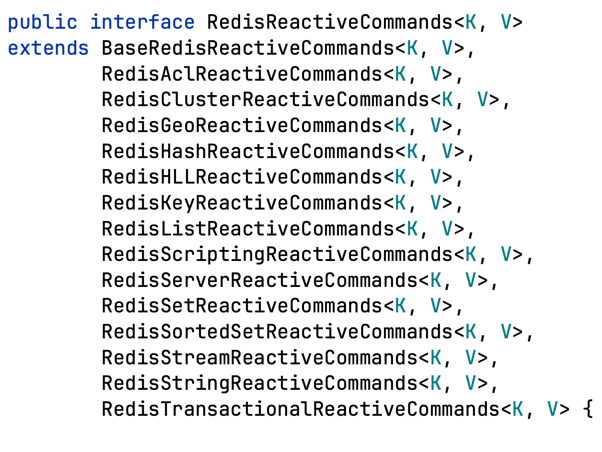 public interface RedisReactiveCommands<K, V>
extends BaseRedisReactiveCommands<K, V>,
RedisAclReactiveCommands<K, V>,
RedisClusterReactiveCommands<K, V>,
RedisGeoReactiveCommands<K, V>,
RedisHashReactiveCommands<K, V>,
RedisHLLReactiveCommands<K, V>,
RedisKeyReactiveCommands<K, V>,
RedisListReactiveCommands<K, V>,
RedisScriptingReactiveCommands<K, V>,
RedisServerReactiveCommands<K, V>,
RedisSetReactiveCommands<K, V>,
RedisSortedSetReactiveCommands<K, V>,
RedisStreamReactiveCommands<K, V>,
RedisStringReactiveCommands<K, V>,
RedisTransactionalReactiveCommands<K, V> {